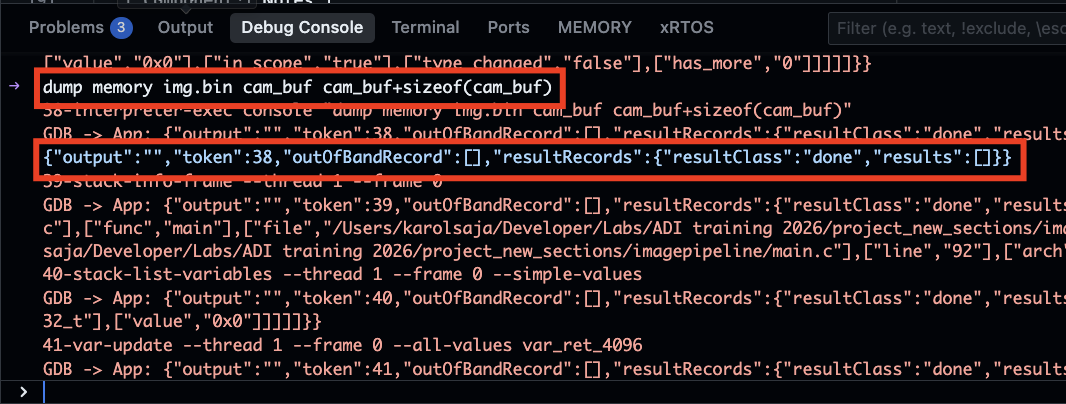 Problems 3 Output Debug Console Terminal Ports MEMORY xRTOS Filter (e.g. text, !exclude, \esc
["value","0x0"],["in_scope","true"],["type_changed","false"],["has_more","0"]]]]}}
dump memory img.bin cam_buf cam_buf+sizeof(cam_buf)
38-interpreter-exec console "dump memory img.bin cam_buf cam_buf+sizeof(cam_buf)"
GDB -> App: {"output":"","token":38,"outOfBandRecord":[],"resultRecords":{"resultClass":"done","results
{"output":"","token":38,"outOfBandRecord":[],"resultRecords":{"resultClass":"done","results":[]}}
39-stack-info-frame --thread 1 --frame 0
GDB -> App: {"output":"","token":39,"outOfBandRecord":[],"resultRecords":{"resultClass":"done","results
c"],["func","main"],["file","/Users/karolsaja/Developer/Labs/ADI training 2026/project_new_sections/ima
saja/Developer/Labs/ADI training 2026/project_new_sections/imagepipeline/main.c"],["line","92"],["arch"
40-stack-list-variables --thread 1 --frame 0 --simple-values
GDB -> App: {"output":"","token":40,"outOfBandRecord":[],"resultRecords":{"resultClass":"done","results
32_t"],["value","0x0"]]]]]}}
41-var-update --thread 1 --frame 0 --all-values var_ret_4096
GDB -> App: {"output":"","token":41,"outOfBandRecord":[],"resultRecords":{"resultClass":"done","results